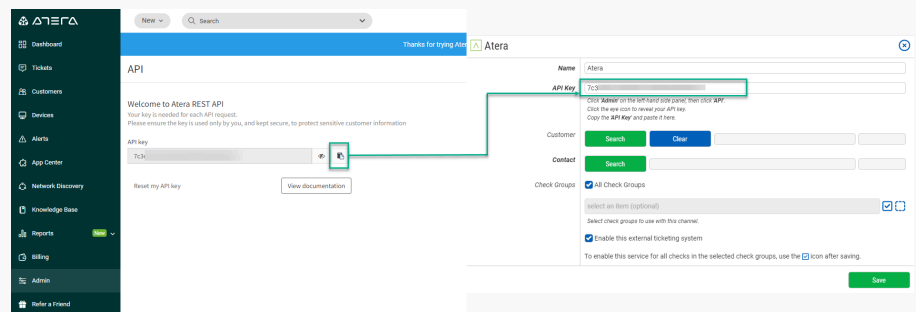 ATERA
New
Search
Dashboard
Tickets
Customers
Devices
Alerts
App Center
Network Discovery
Knowledge Base
Reports New
Billing
Admin
Refer a Friend
Thanks for trying Ater
API
Welcome to Atera REST API
Your key is needed for each API request.
Please ensure the key is used only by you, and kept secure, to protect sensitive customer information
API key
Reset my API key
View documentation
Atera
Name Atera
API Key 7c3
Click 'Admin' on the left-hand side panel, then click 'API'.
Click the eye icon to reveal your API key.
Copy the 'API Key' and paste it here.
Customer Search Clear
Contact Search
Check Groups All Check Groups
select an item (optional)
Select check groups to use with this channel.
Enable this external ticketing system
To enable this service for all checks in the selected check groups, use the icon after saving.
Save